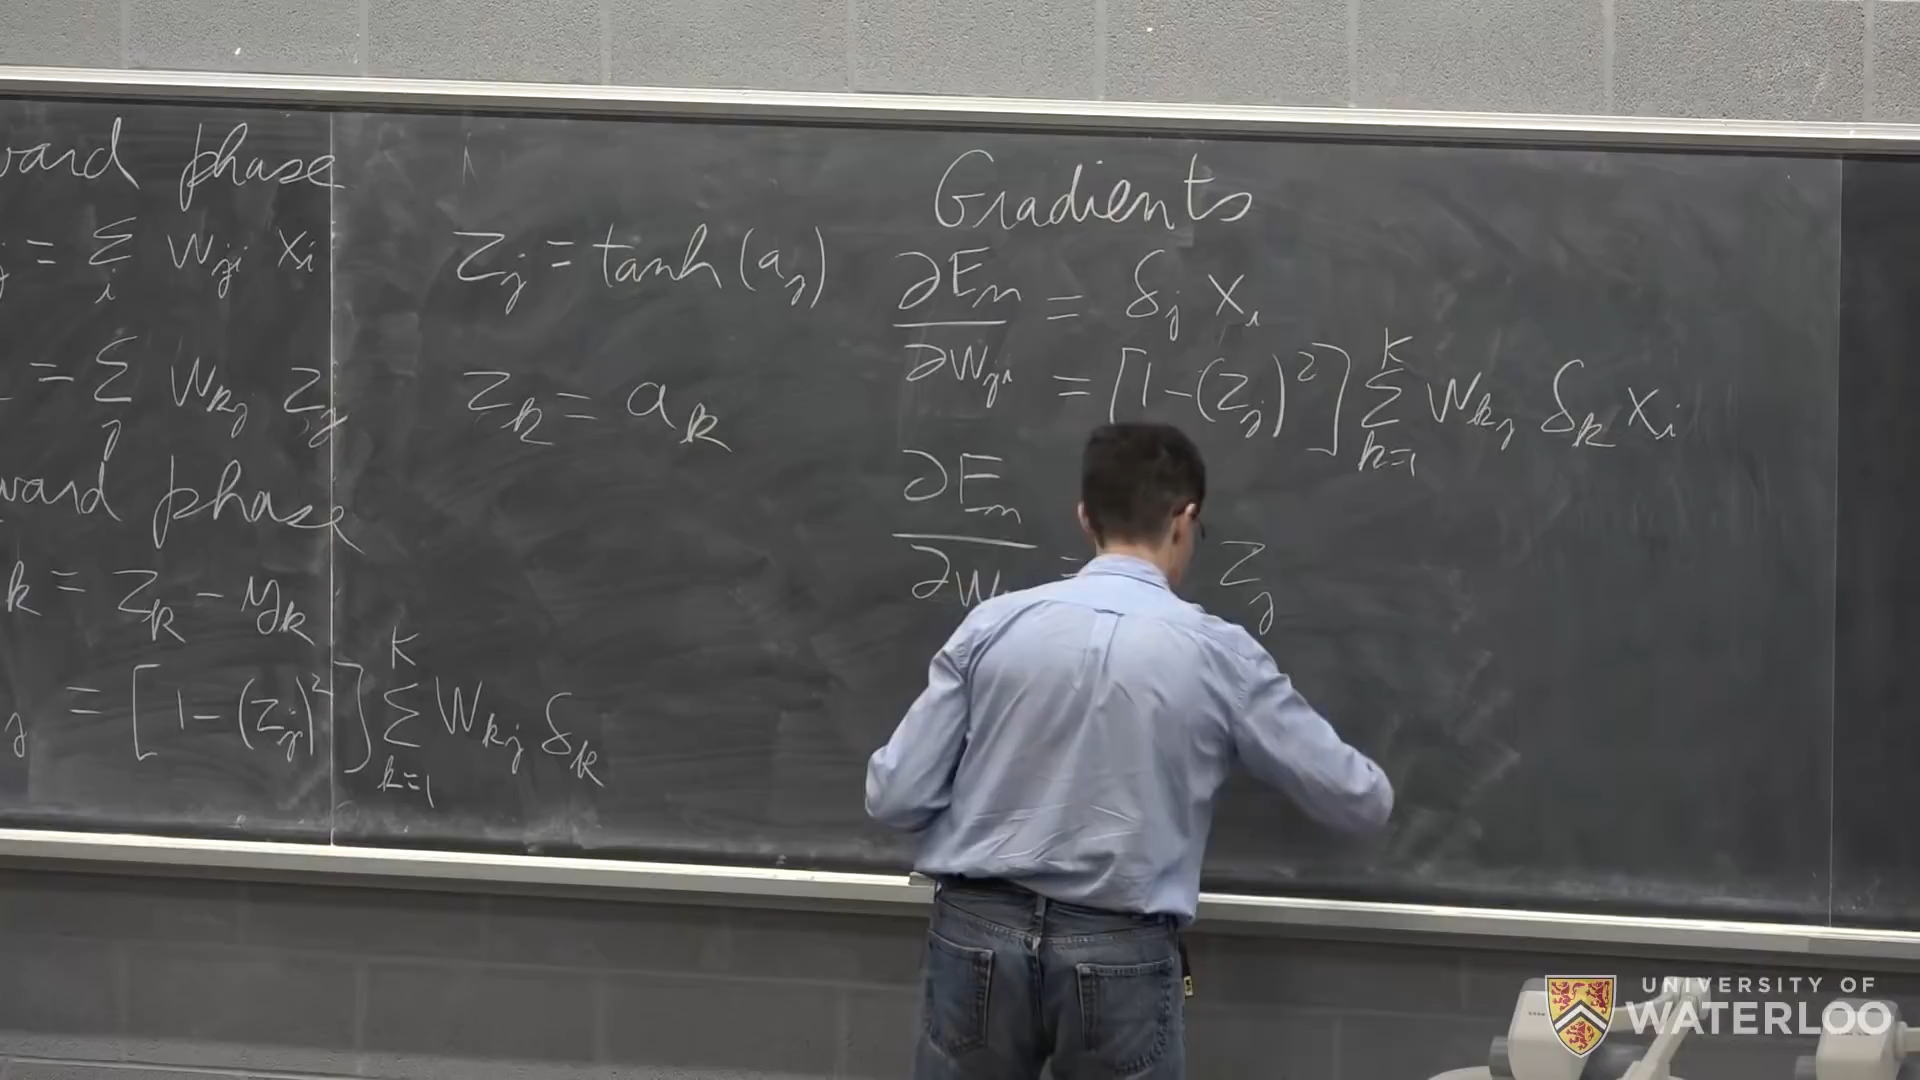 ward phase
j = Σ_i w_ji x_i
z_j = tanh(a_j)
= Σ_j w_kj z_j
z_k = a_k
ward phase
k = z_k - y_k
j = [1-(z_j)^2] Σ_{k=1}^K w_kj δ_k
Gradients
∂E_n/∂w_ji = δ_j x_i
= [1-(z_j)^2] Σ_{k=1}^K w_kj δ_k x_i
∂E_n/∂w = z_j
UNIVERSITY OF
WATERLOO